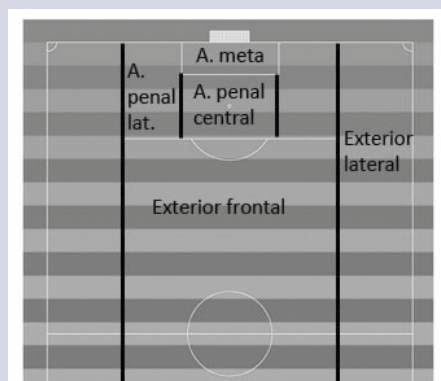 A. meta
A.
penal
lat.
A. penal
central
Exterior
lateral
Exterior frontal